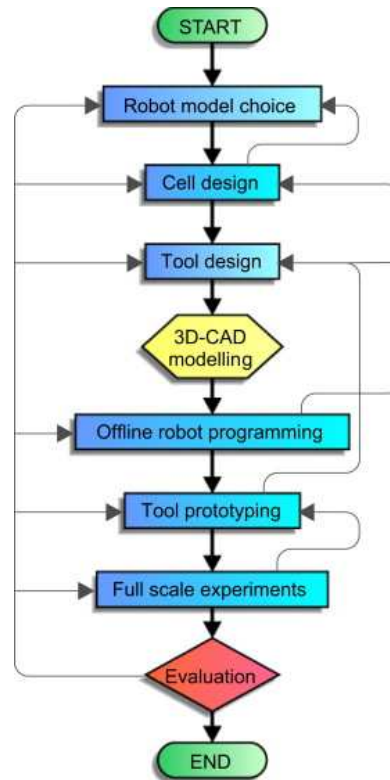 START
Robot model choice
Cell design
Tool design
3D-CAD
modelling
Offline robot programming
Tool prototyping
Full scale experiments
Evaluation
END